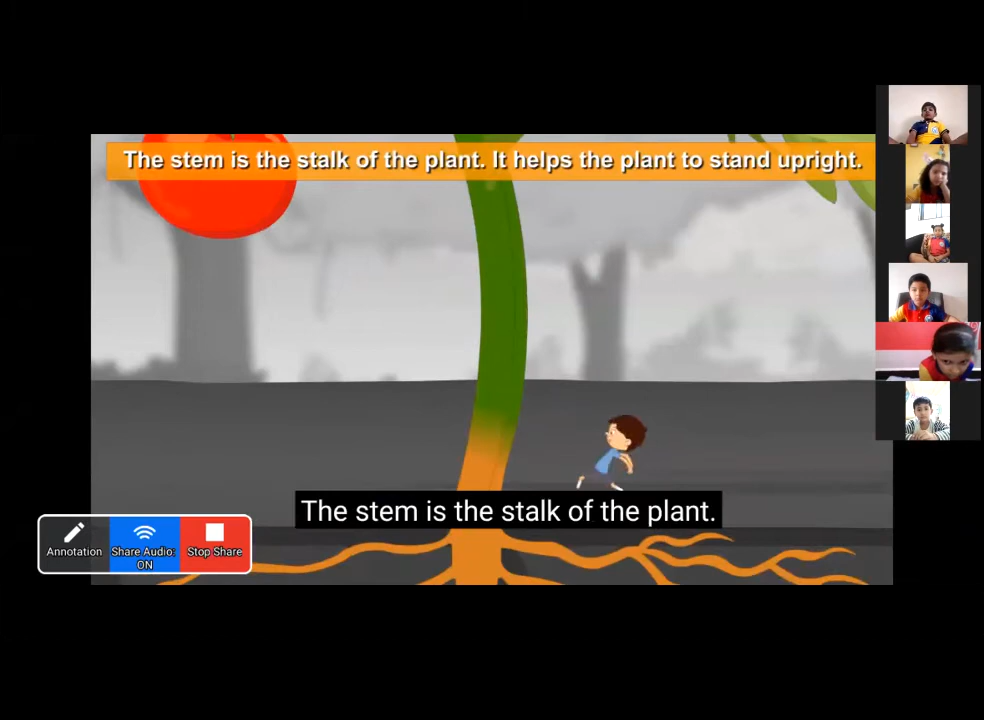 The stem is the stalk of the plant. It helps the plant to stand upright.
The stem is the stalk of the plant.
Annotation
Share Audio:
ON
Stop Share